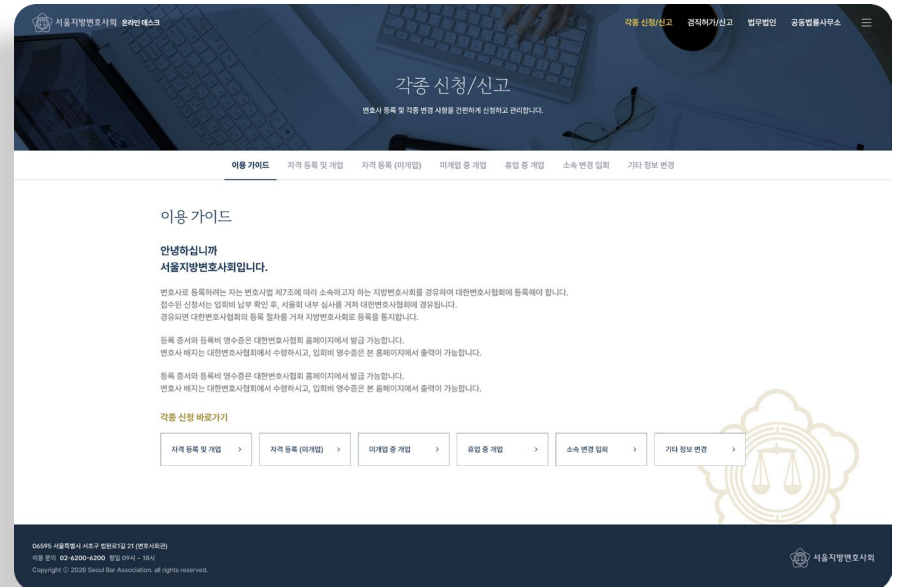 서울지방변호사회 온라인 데스크
각종 신청/신고 겸직허가/신고 법무법인 공동법률사무소
각종 신청/신고
변호사 등록 및 각종 변경 사항을 간편하게 신청하고 관리합니다.
이용 가이드 자격 등록 및 개업 자격 등록 (미개업) 미개업 중 개업 휴업 중 개업 소속 변경 입회 기타 정보 변경
이용 가이드
안녕하십니까
서울지방변호사회입니다.
변호사로 등록하려는 자는 변호사법 제7조에 따라 소속하고자 하는 지방변호사회를 경유하여 대한변호사협회에 등록해야 합니다.
접수된 신청서는 입회비 납부 확인 후, 서울회 내부 심사를 거쳐 대한변호사협회에 경유됩니다.
경유되면 대한변호사협회의 등록 절차를 거쳐 지방변호사회로 등록을 통지합니다.
등록 증서와 등록비 영수증은 대한변호사협회 홈페이지에서 발급 가능합니다.
변호사 배지는 대한변호사협회에서 수령하시고, 입회비 영수증은 본 홈페이지에서 출력이 가능합니다.
등록 증서와 등록비 영수증은 대한변호사협회 홈페이지에서 발급 가능합니다.
변호사 배지는 대한변호사협회에서 수령하시고, 입회비 영수증은 본 홈페이지에서 출력이 가능합니다.
각종 신청 바로가기
자격 등록 및 개업 > 자격 등록 (미개업) > 미개업 중 개업 > 휴업 중 개업 > 소속 변경 입회 > 기타 정보 변경 >
06595 서울특별시 서초구 법원로1길 21 (변호사회관)
이용 문의 02-6200-6200 평일 09시 - 18시
Copyright ⓒ 2026 Seoul Bar Association. all rights reserved.
서울지방변호사회